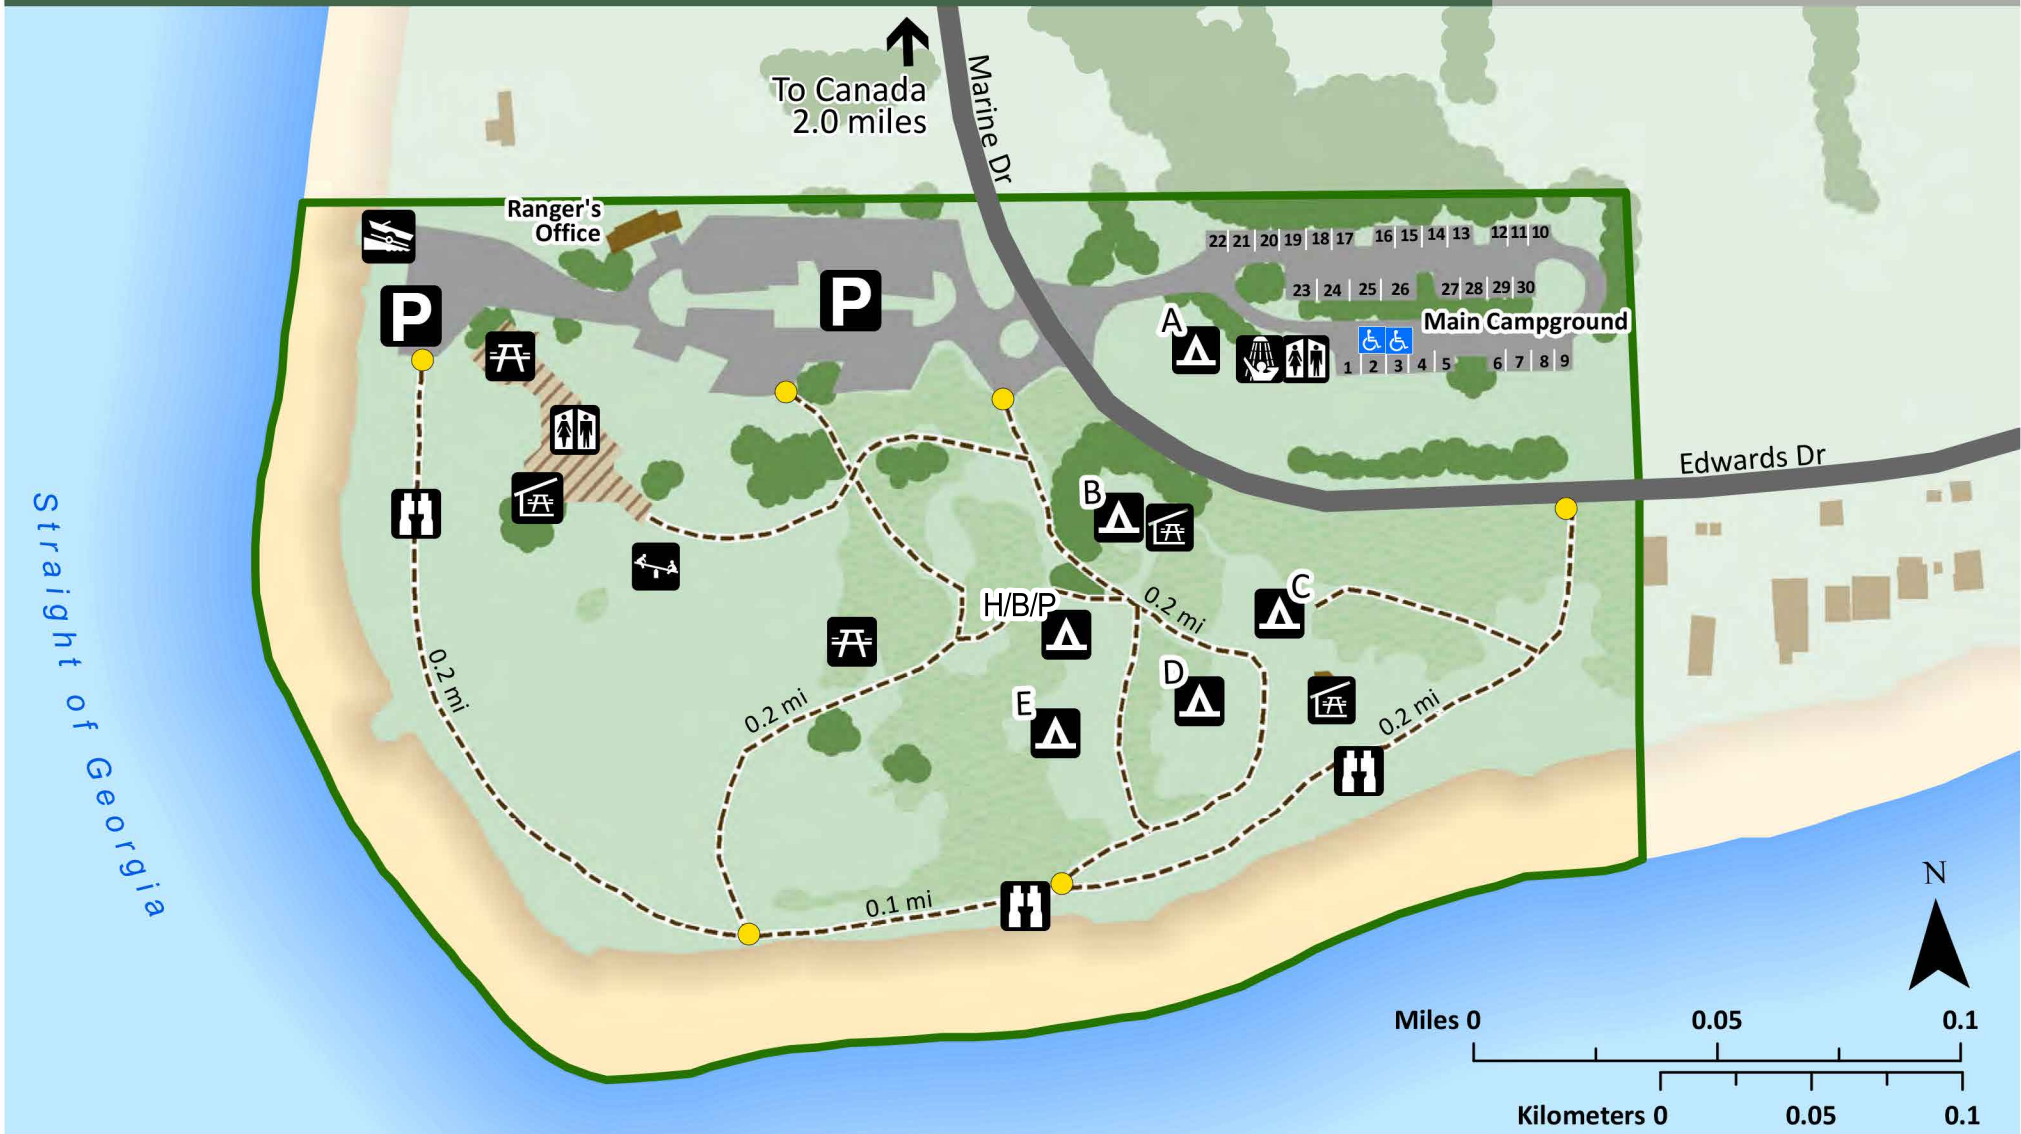 To Canada
2.0 miles
Marine Dr
Ranger's
Office
P
P
22 21 20 19 18 17 16 15 14 13 12 11 10
23 24 25 26 27 28 29 30
Main Campground
A
1 2 3 4 5 6 7 8 9
Edwards Dr
B
C
H/B/P
0.2 mi
D
E
0.2 mi
0.2 mi
0.2 mi
0.1 mi
Straight of Georgia
N
Miles 0 0.05 0.1
Kilometers 0 0.05 0.1